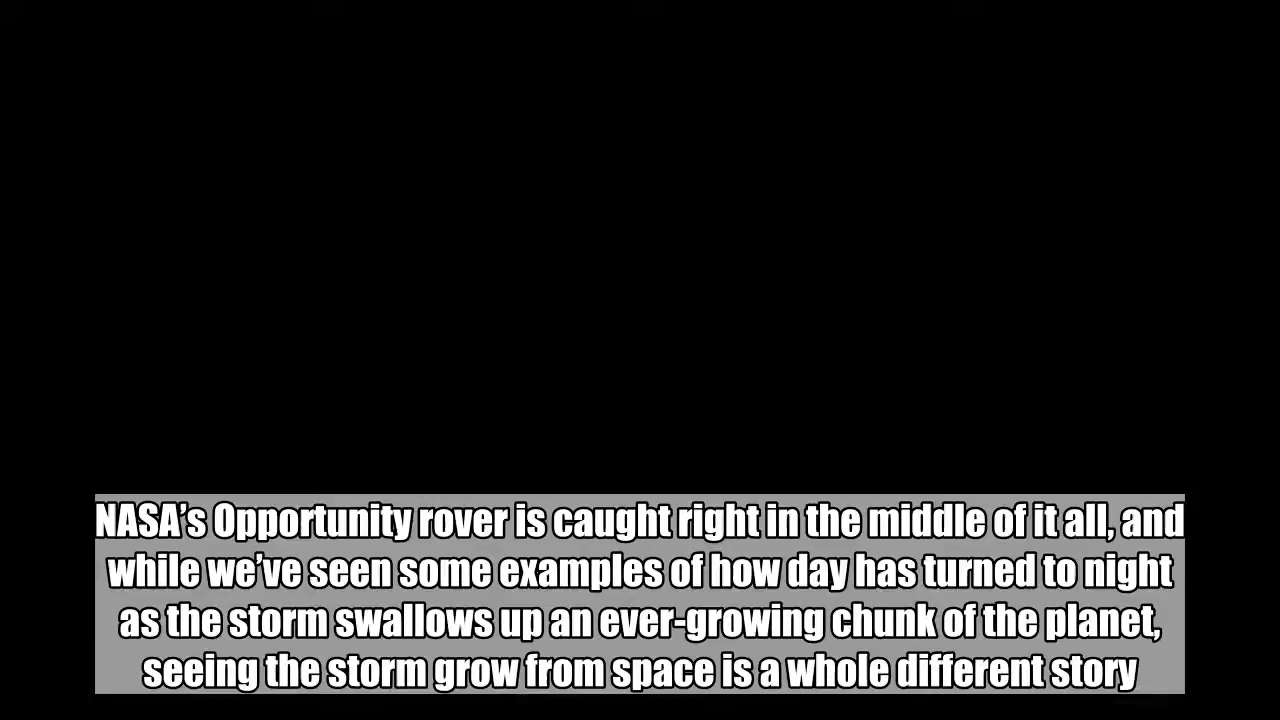 NASA’s Opportunity rover is caught right in the middle of it all, and
while we’ve seen some examples of how day has turned to night
as the storm swallows up an ever-growing chunk of the planet,
seeing the storm grow from space is a whole different story